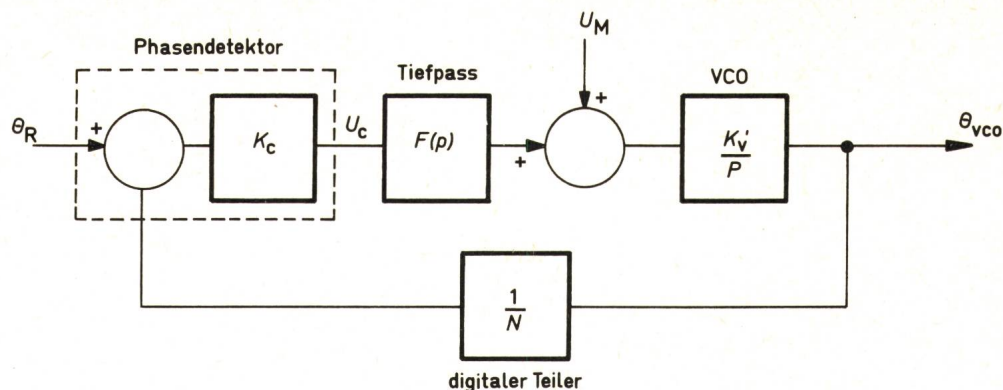 Phasendetektor
U_M
Tiefpass
VCO
θ_R
+
K_c
U_c
F(p)
+
+
K_v'
P
θ_VCO
1
N
digitaler Teiler